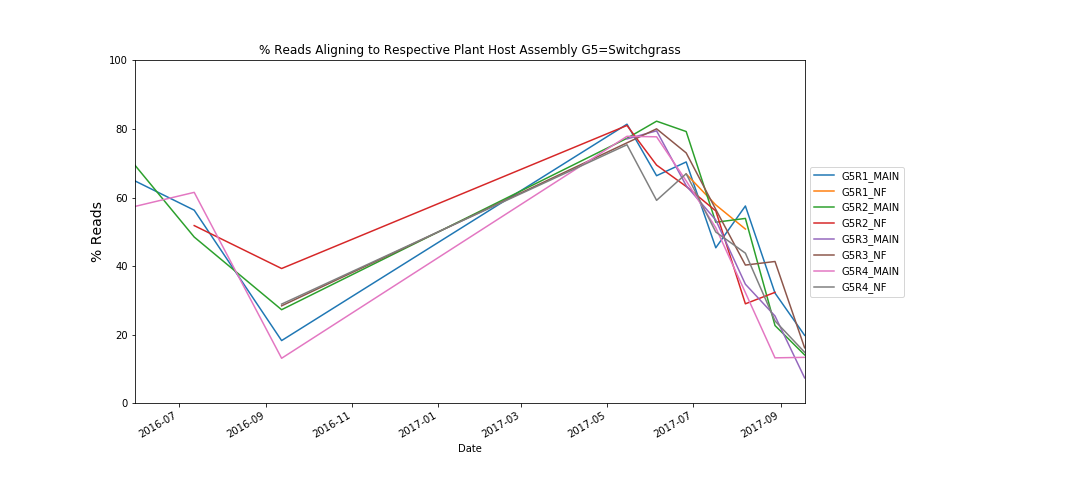 % Reads Aligning to Respective Plant Host Assembly G5=Switchgrass
100
80
60
40
20
0
% Reads
2016-07
2016-09
2016-11
2017-01
2017-03
2017-05
2017-07
2017-09
Date
G5R1_MAIN
G5R1_NF
G5R2_MAIN
G5R2_NF
G5R3_MAIN
G5R3_NF
G5R4_MAIN
G5R4_NF